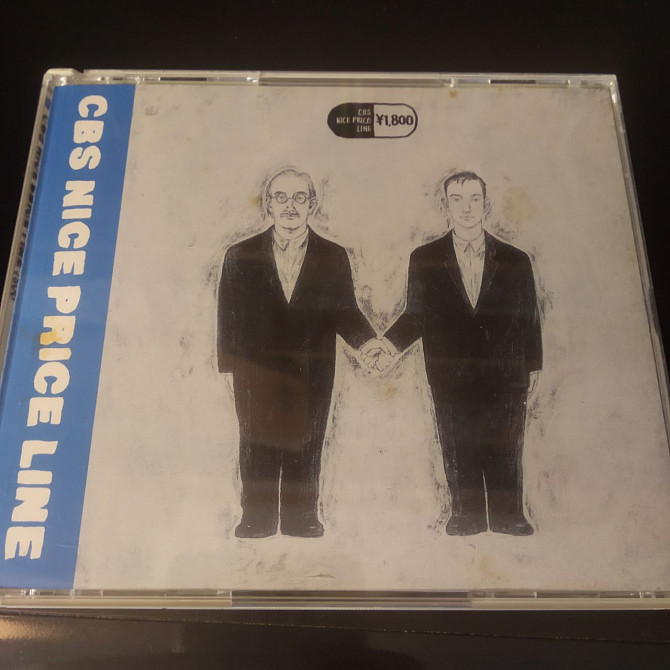 CBS NICE PRICE LINE
CBS
NICE PRICE
LINE
¥1,800